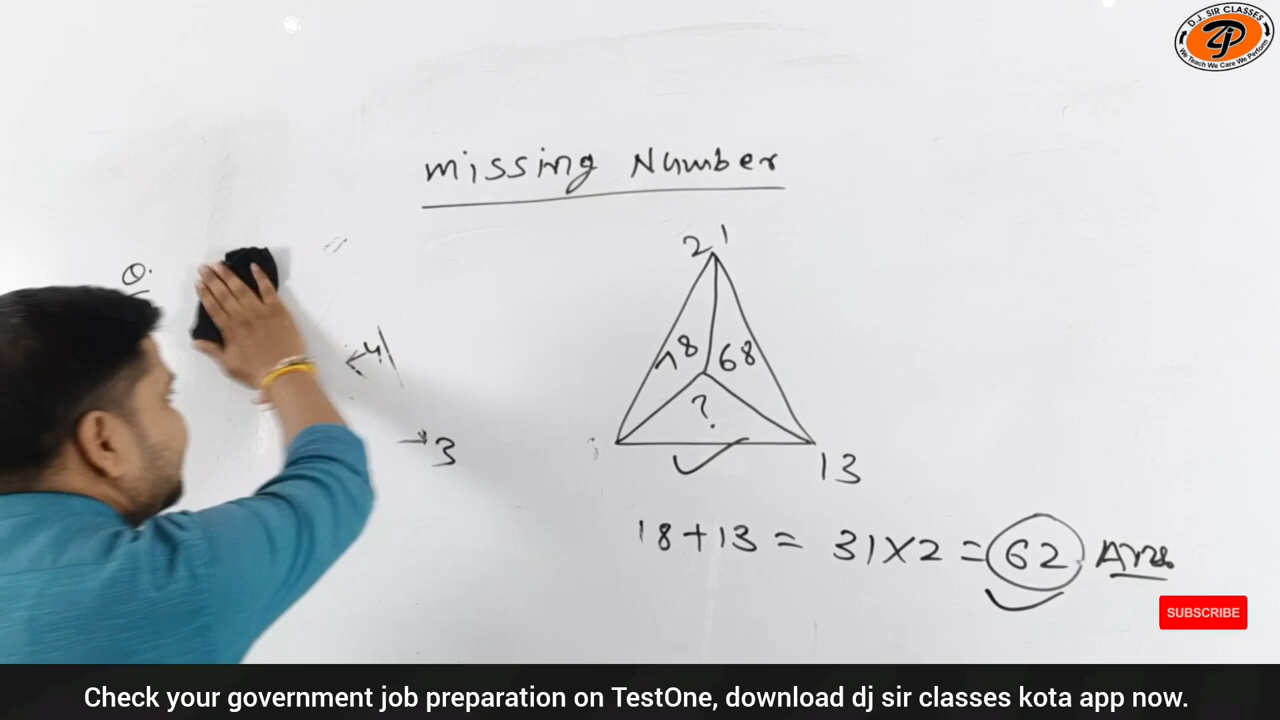 D.J. SIR CLASSES
We Teach We Care We Perform
Missing Number
Q.
21
78 68
?
4
3
13
18+13 = 31×2 = 62 Ans.
SUBSCRIBE
Check your government job preparation on TestOne, download dj sir classes kota app now.